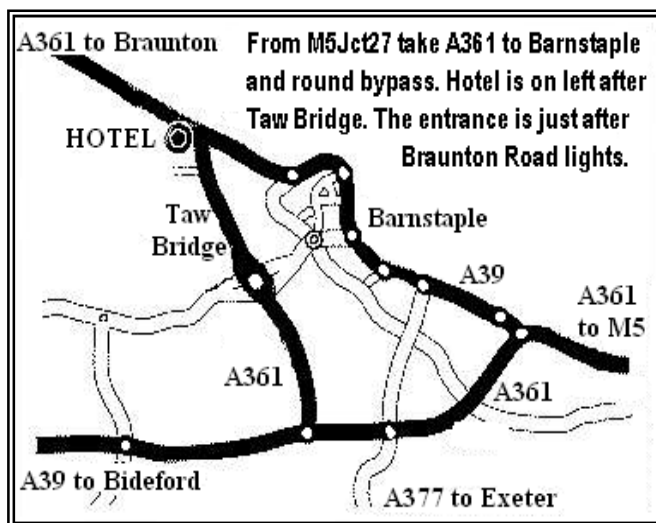 A361 to Braunton
From M5Jct27 take A361 to Barnstaple
and round bypass. Hotel is on left after
Taw Bridge. The entrance is just after
Braunton Road lights.
HOTEL
Taw
Bridge
Barnstaple
A39
A361
to M5
A361
A361
A39 to Bideford
A377 to Exeter